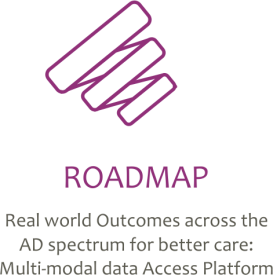 ROADMAP
Real world Outcomes across the
AD spectrum for better care:
Multi-modal data Access Platform